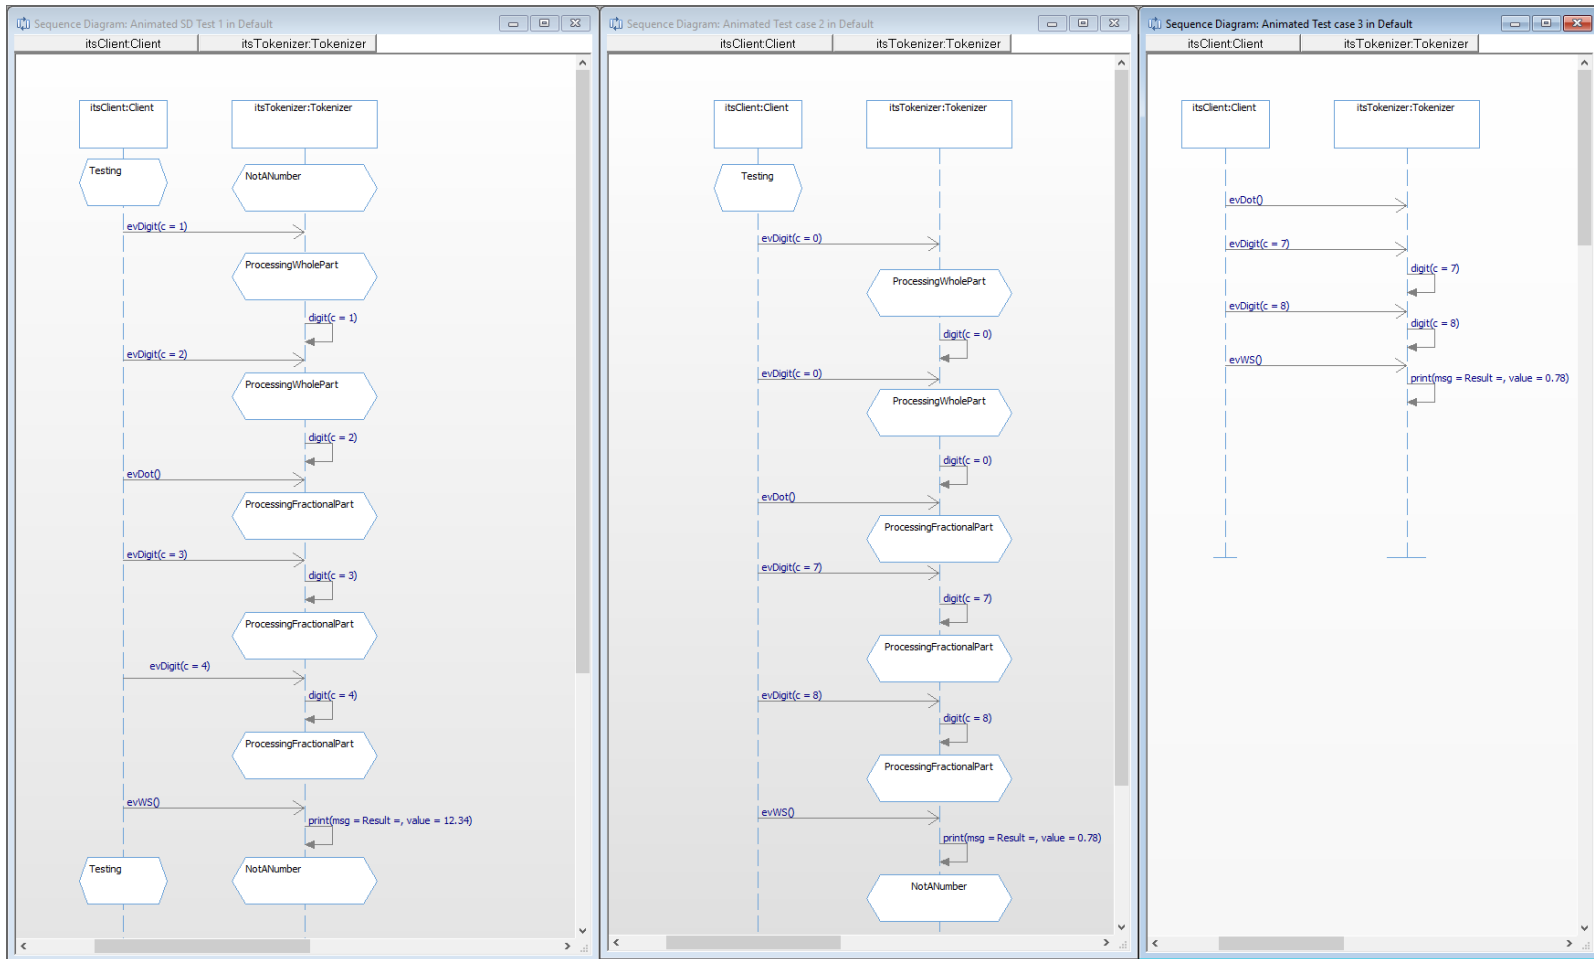 Sequence Diagram: Animated SD Test 1 in Default
itsClient:Client
itsTokenizer:Tokenizer
itsClient:Client
itsTokenizer:Tokenizer
Testing
NotANumber
evDigit(c = 1)
ProcessingWholePart
digit(c = 1)
evDigit(c = 2)
ProcessingWholePart
digit(c = 2)
evDot()
ProcessingFractionalPart
evDigit(c = 3)
digit(c = 3)
ProcessingFractionalPart
evDigit(c = 4)
digit(c = 4)
ProcessingFractionalPart
evWS()
print(msg = Result =, value = 12.34)
Testing
NotANumber
Sequence Diagram: Animated Test case 2 in Default
itsClient:Client
itsTokenizer:Tokenizer
itsClient:Client
itsTokenizer:Tokenizer
Testing
evDigit(c = 0)
ProcessingWholePart
digit(c = 0)
evDigit(c = 0)
ProcessingWholePart
digit(c = 0)
evDot()
ProcessingFractionalPart
evDigit(c = 7)
digit(c = 7)
ProcessingFractionalPart
evDigit(c = 8)
digit(c = 8)
ProcessingFractionalPart
evWS()
print(msg = Result =, value = 0.78)
NotANumber
Sequence Diagram: Animated Test case 3 in Default
itsClient:Client
itsTokenizer:Tokenizer
itsClient:Client
itsTokenizer:Tokenizer
evDot()
evDigit(c = 7)
digit(c = 7)
evDigit(c = 8)
digit(c = 8)
evWS()
print(msg = Result =, value = 0.78)